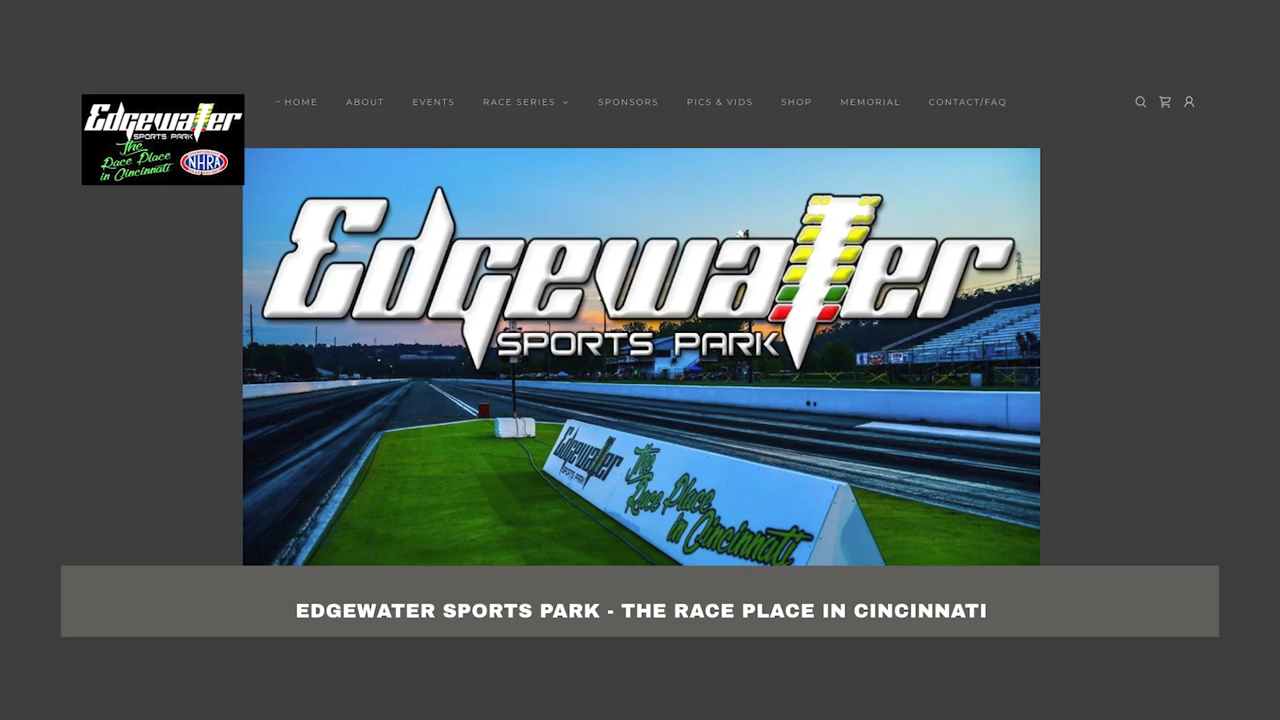 Edgewater
SPORTS PARK
The
Race Place
in Cincinnati
NHRA
- HOME
ABOUT
EVENTS
RACE SERIES
SPONSORS
PICS & VIDS
SHOP
MEMORIAL
CONTACT/FAQ
Edgewater
SPORTS PARK
Edgewater
SPORTS PARK
The
Race Place
in Cincinnati
EDGEWATER SPORTS PARK - THE RACE PLACE IN CINCINNATI